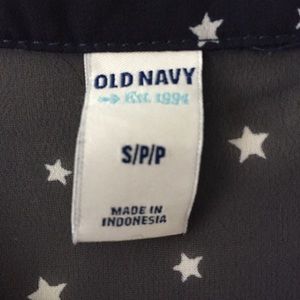 OLD NAVY
Est. 1994
S/P/P
MADE IN
INDONESIA